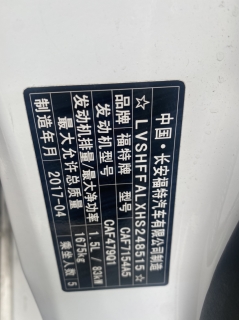 中国·长安福特汽车有限公司制造
☆LVSHFFALXHS248515☆
品牌 福特牌 型号 CAF7154A5
发动机型号 CAF479Q1
发动机排量/最大净功率 1.5L / 83kW
最大允许总质量 1675kg 乘坐人数 5
制造年月 2017-04